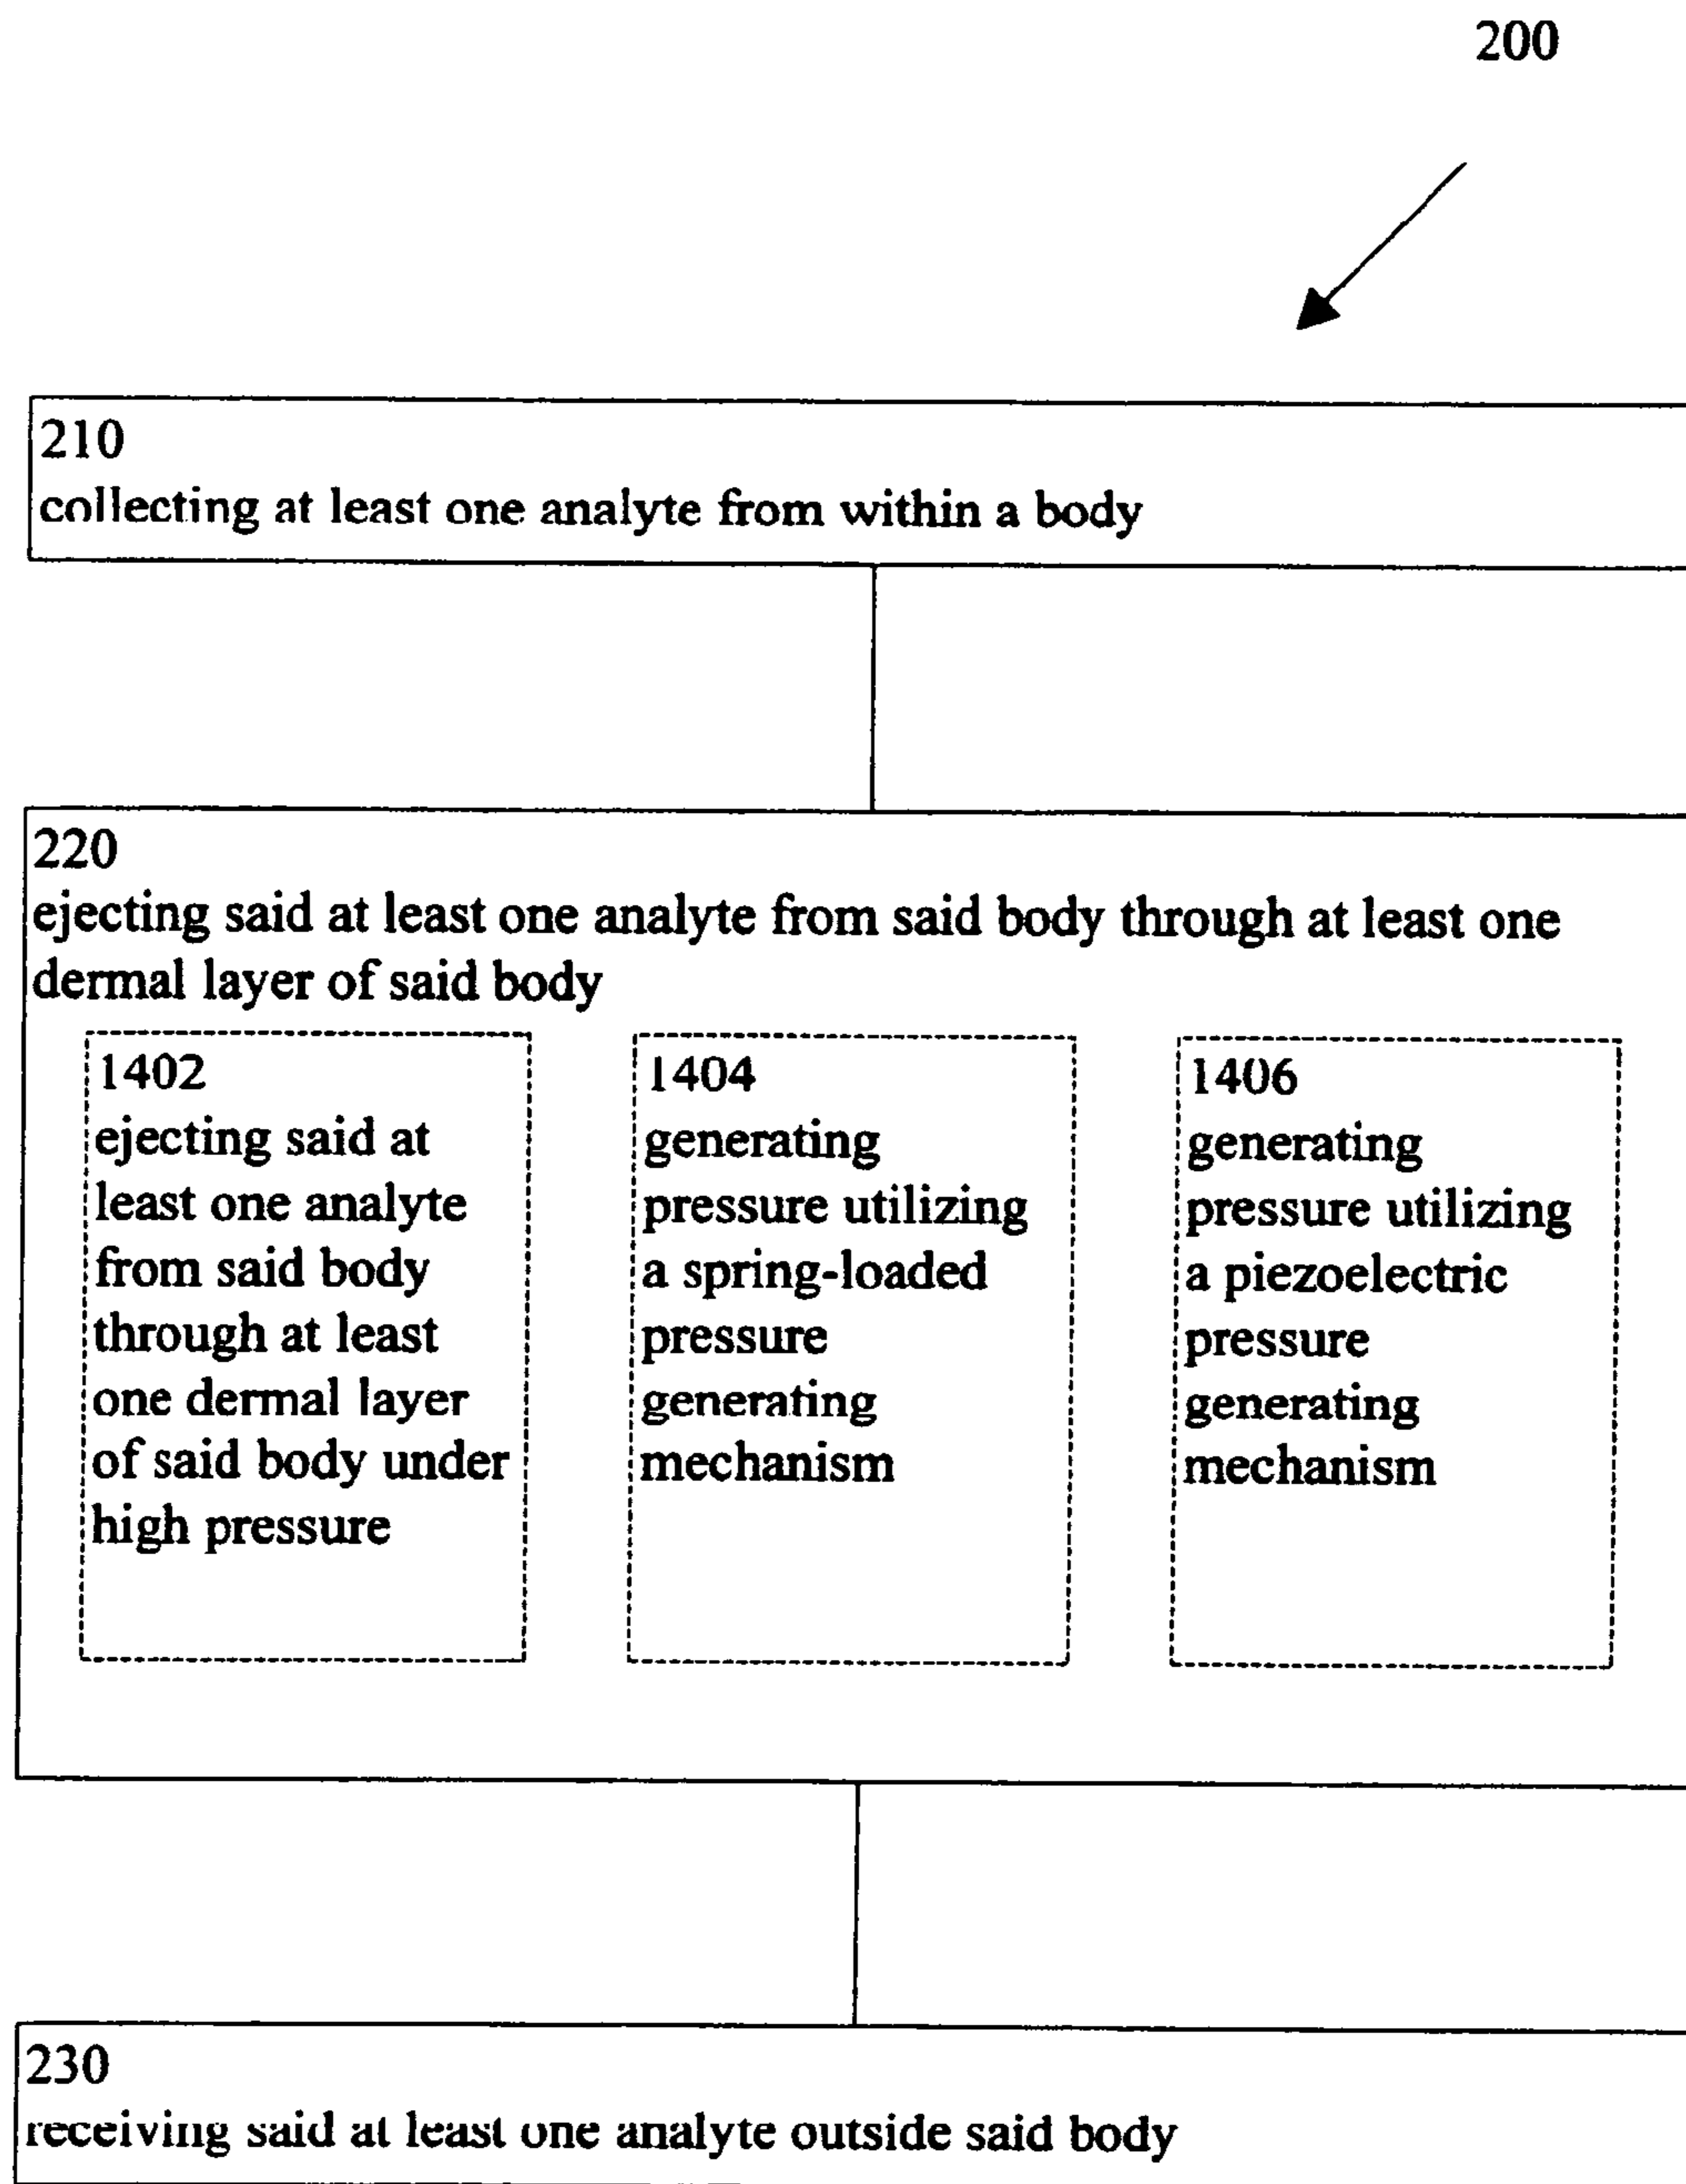 200
210
collecting at least one analyte from within a body
220
ejecting said at least one analyte from said body through at least one
dermal layer of said body
1402
ejecting said at
least one analyte
from said body
through at least
one dermal layer
of said body under
high pressure
1404
generating
pressure utilizing
a spring-loaded
pressure
generating
mechanism
1406
generating
pressure utilizing
a piezoelectric
pressure
generating
mechanism
230
receiving said at least one analyte outside said body